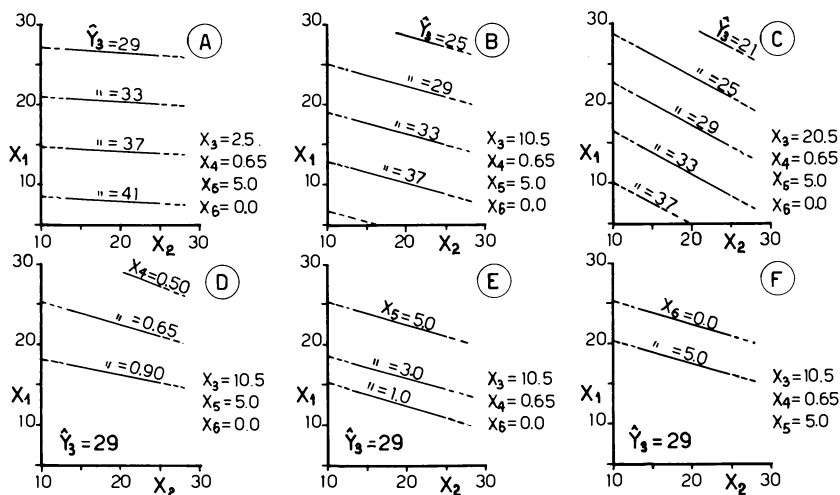 30
Ŷ₃=29
A
20
" =33
X₁
" =37
10
" =41
X₃=2.5
X₄=0.65
X₆=5.0
X₆=0.0
10 20 30
X₂
30
Ŷ₃=25
B
" =29
20
" =33
X₁
" =37
10
X₃=10.5
X₄=0.65
X₅=5.0
X₆=0.0
10 20 30
X₂
30
Ŷ₃=21
C
" =25
20
" =29
X₁
" =33
10
" =37
X₃=20.5
X₄=0.65
X₅=5.0
X₆=0.0
10 20 30
X₂
30
X₄=0.50
D
" =0.65
20
" =0.90
X₁
10
X₃=10.5
X₅=5.0
X₆=0.0
Ŷ₃=29
10 20 30
X₂
30
E
X₅=5.0
20
" =3.0
X₁
" =1.0
10
X₃=10.5
X₄=0.65
X₆=0.0
Ŷ₃=29
10 20 30
X₂
30
F
X₆=0.0
20
" =5.0
X₁
10
X₃=10.5
X₄=0.65
X₅=5.0
Ŷ₃=29
10 20 30
X₂